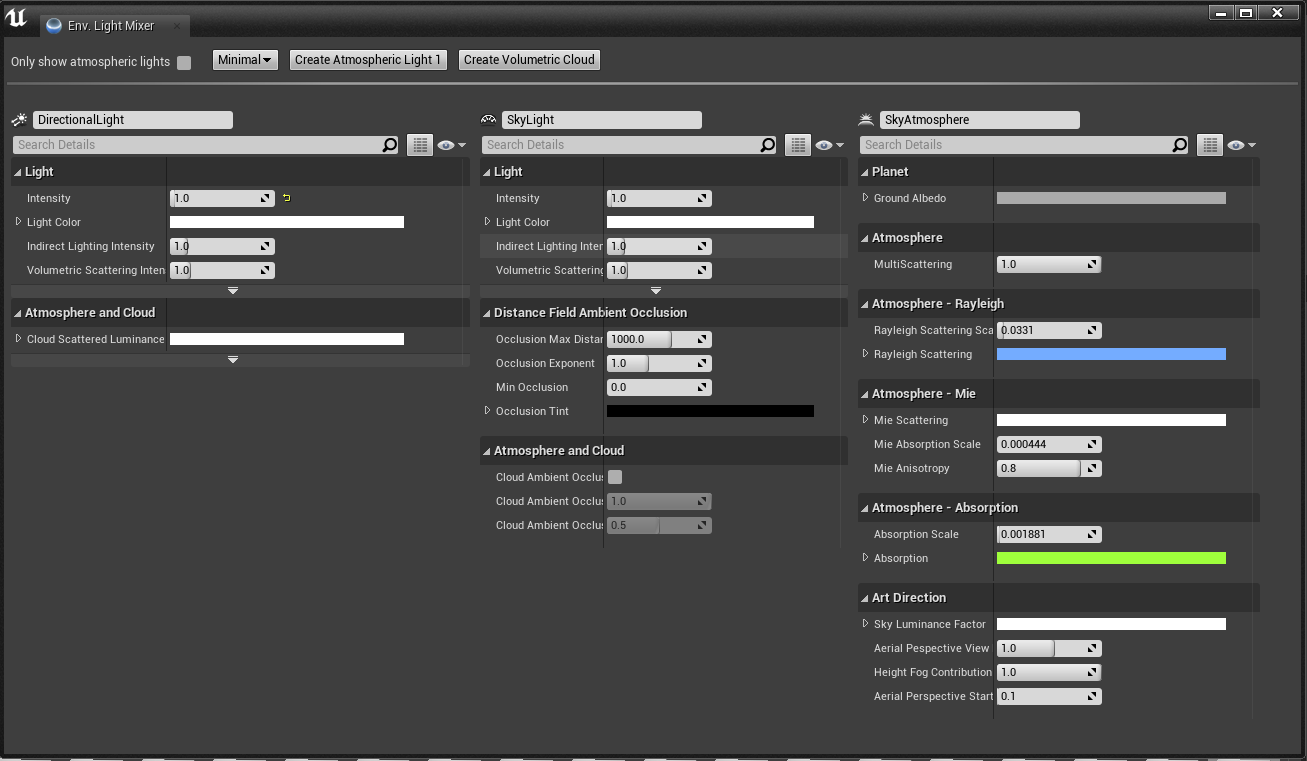 Env. Light Mixer
Only show atmospheric lights
Minimal
Create Atmospheric Light 1
Create Volumetric Cloud
DirectionalLight
Search Details
Light
Intensity 1.0
Light Color
Indirect Lighting Intensity 1.0
Volumetric Scattering Inten 1.0
Atmosphere and Cloud
Cloud Scattered Luminance
SkyLight
Search Details
Light
Intensity 1.0
Light Color
Indirect Lighting Inter 1.0
Volumetric Scattering 1.0
Distance Field Ambient Occlusion
Occlusion Max Distar 1000.0
Occlusion Exponent 1.0
Min Occlusion 0.0
Occlusion Tint
Atmosphere and Cloud
Cloud Ambient Occlus
Cloud Ambient Occlus 1.0
Cloud Ambient Occlus 0.5
SkyAtmosphere
Search Details
Planet
Ground Albedo
Atmosphere
MultiScattering 1.0
Atmosphere - Rayleigh
Rayleigh Scattering Sca 0.0331
Rayleigh Scattering
Atmosphere - Mie
Mie Scattering
Mie Absorption Scale 0.000444
Mie Anisotropy 0.8
Atmosphere - Absorption
Absorption Scale 0.001881
Absorption
Art Direction
Sky Luminance Factor
Aerial Pespective View 1.0
Height Fog Contribution 1.0
Aerial Perspective Start 0.1